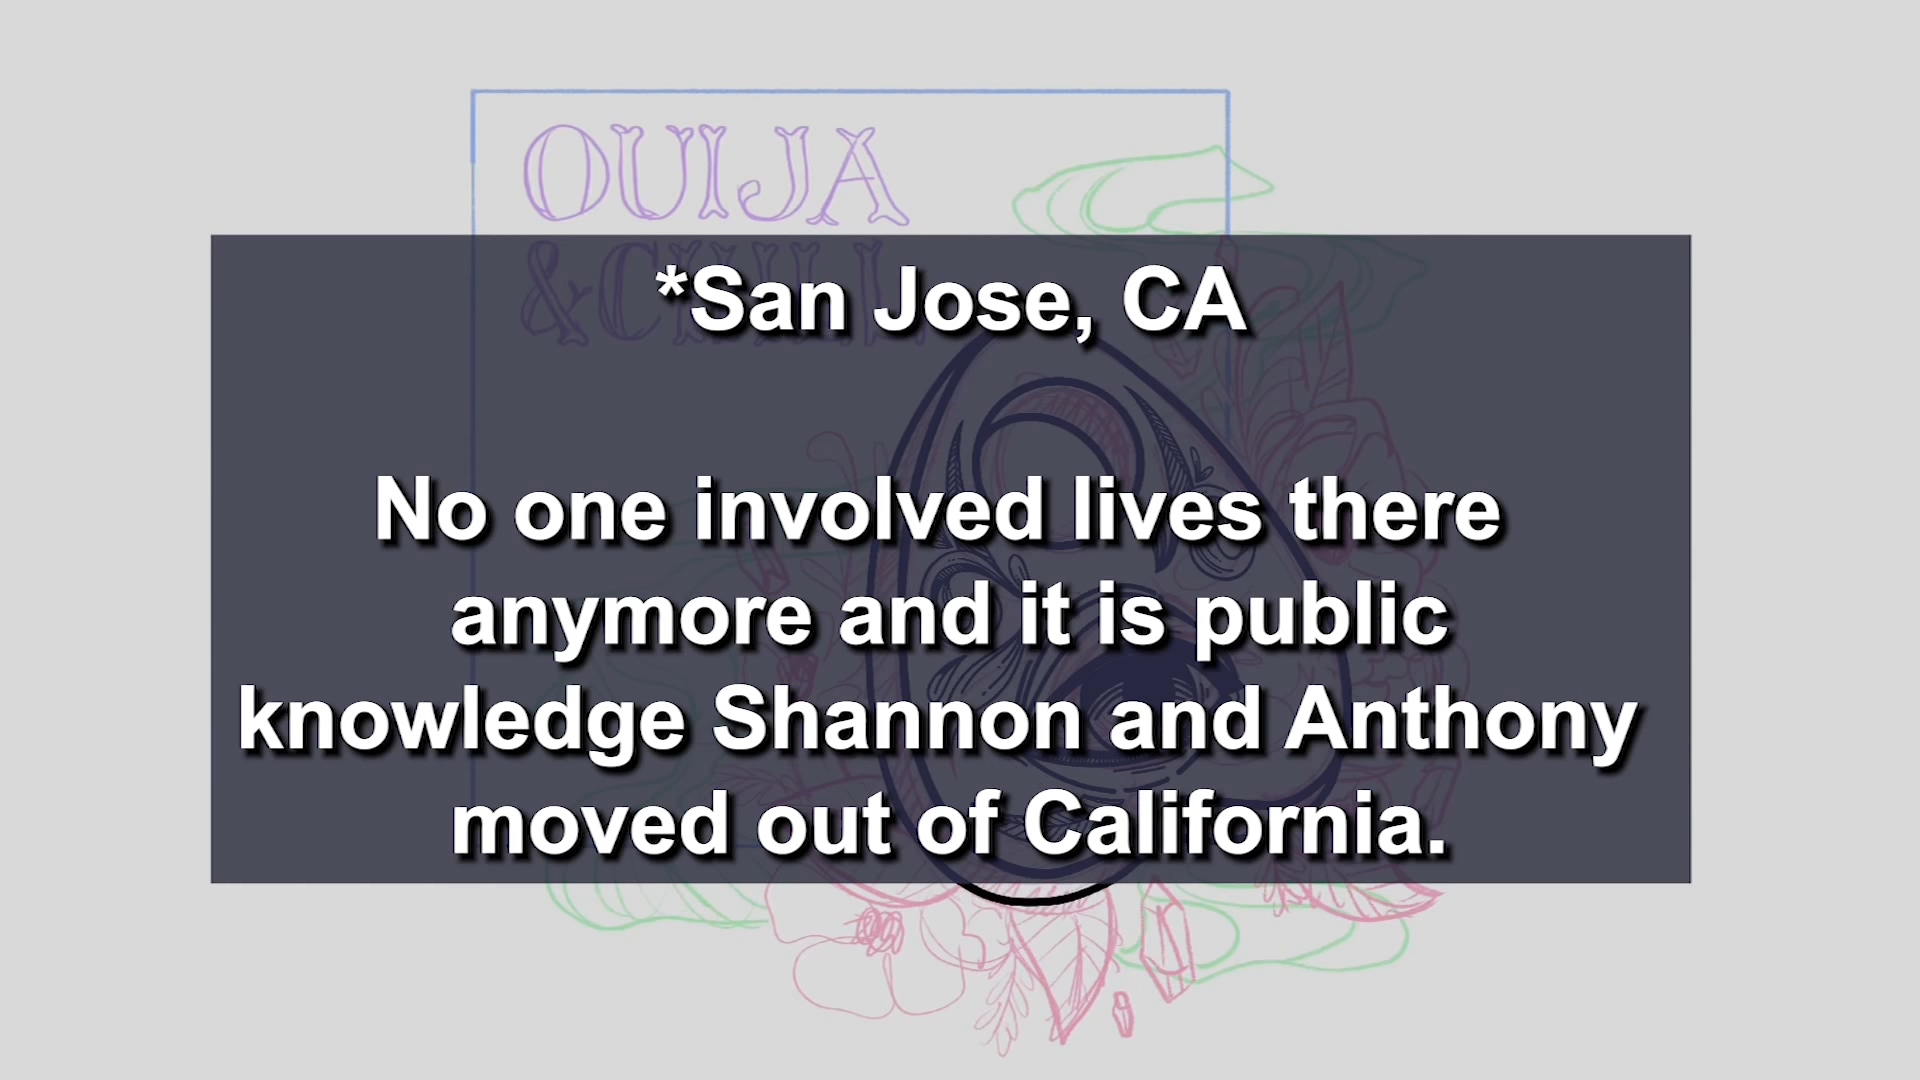 OUIJA
&CHILL
*San Jose, CA
No one involved lives there
anymore and it is public
knowledge Shannon and Anthony
moved out of California.